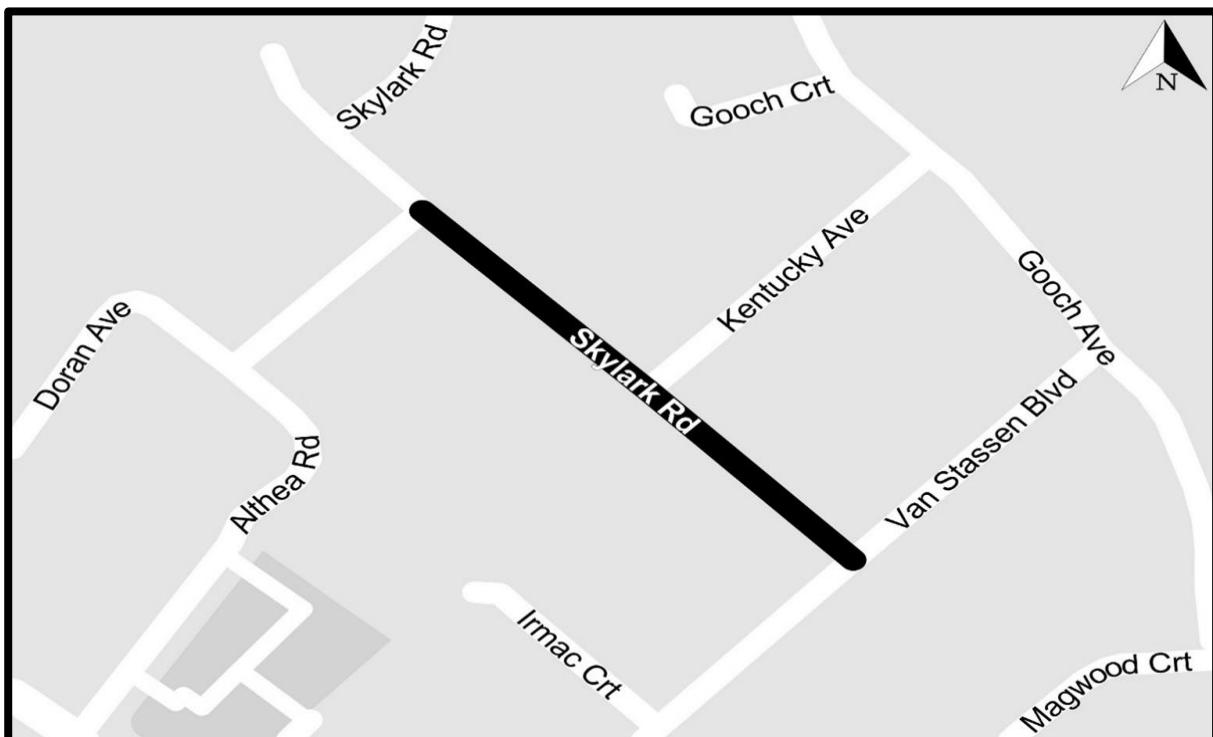 Skylark Rd
Gooch Crt
N
Kentucky Ave
Gooch Ave
Doran Ave
Skylark Rd
Van Stassen Blvd
Althea Rd
Irmac Crt
Magwood Crt